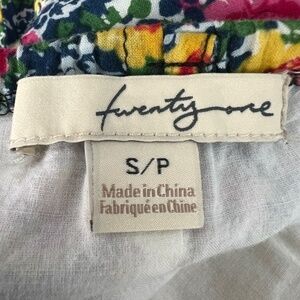 twenty one
S/P
Made in China
Fabriqué en Chine